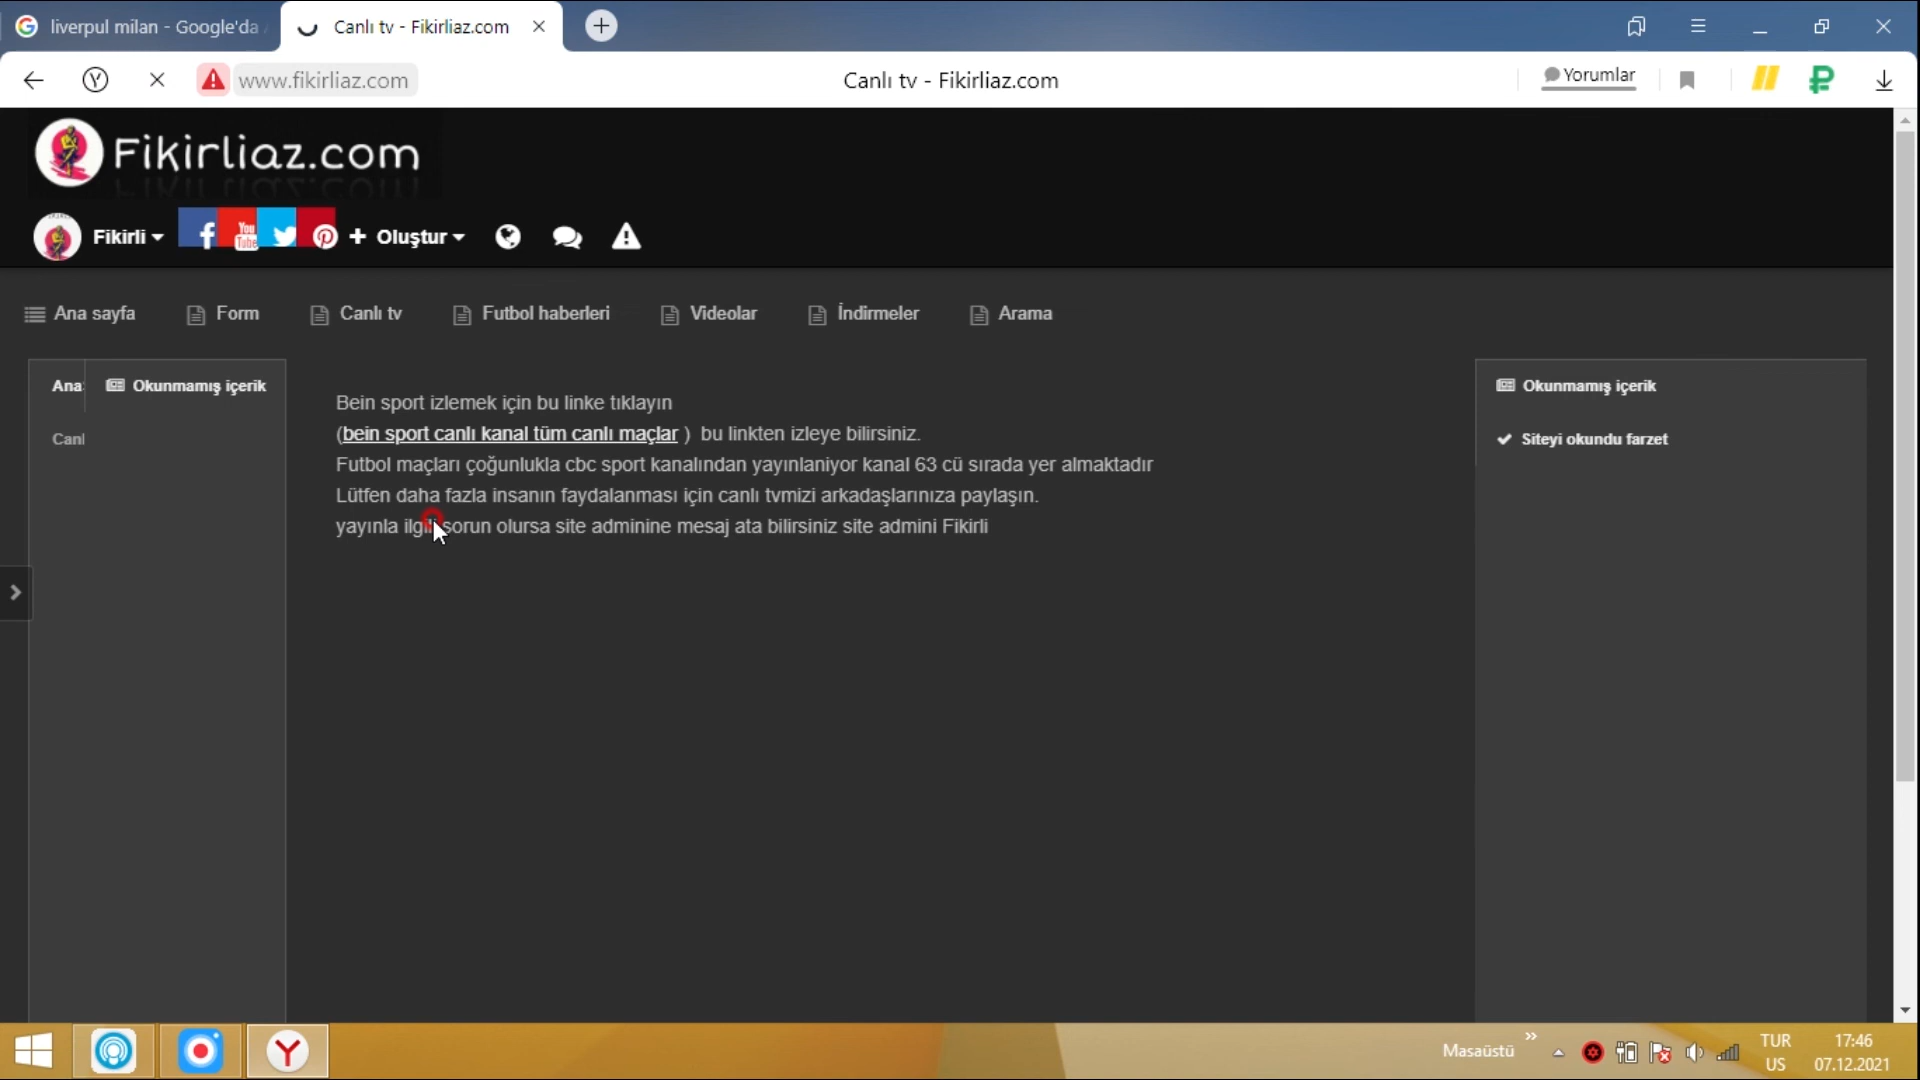 liverpul milan - Google'da
Canlı tv - Fikirliaz.com
www.fikirliaz.com
Canlı tv - Fikirliaz.com
Yorumlar
Fikirliaz.com
Fikirli
You
Tube
+ Oluştur
Ana sayfa
Form
Canlı tv
Futbol haberleri
Videolar
İndirmeler
Arama
Ana
Okunmamış içerik
Canl
Bein sport izlemek için bu linke tıklayın
(bein sport canlı kanal tüm canlı maçlar ) bu linkten izleye bilirsiniz.
Futbol maçları çoğunlukla cbc sport kanalından yayınlaniyor kanal 63 cü sırada yer almaktadır
Lütfen daha fazla insanın faydalanması için canlı tvmizi arkadaşlarınıza paylaşın.
yayınla ilgili sorun olursa site adminine mesaj ata bilirsiniz site admini Fikirli
Okunmamış içerik
Siteyi okundu farzet
Masaüstü
TUR
US
17:46
07.12.2021